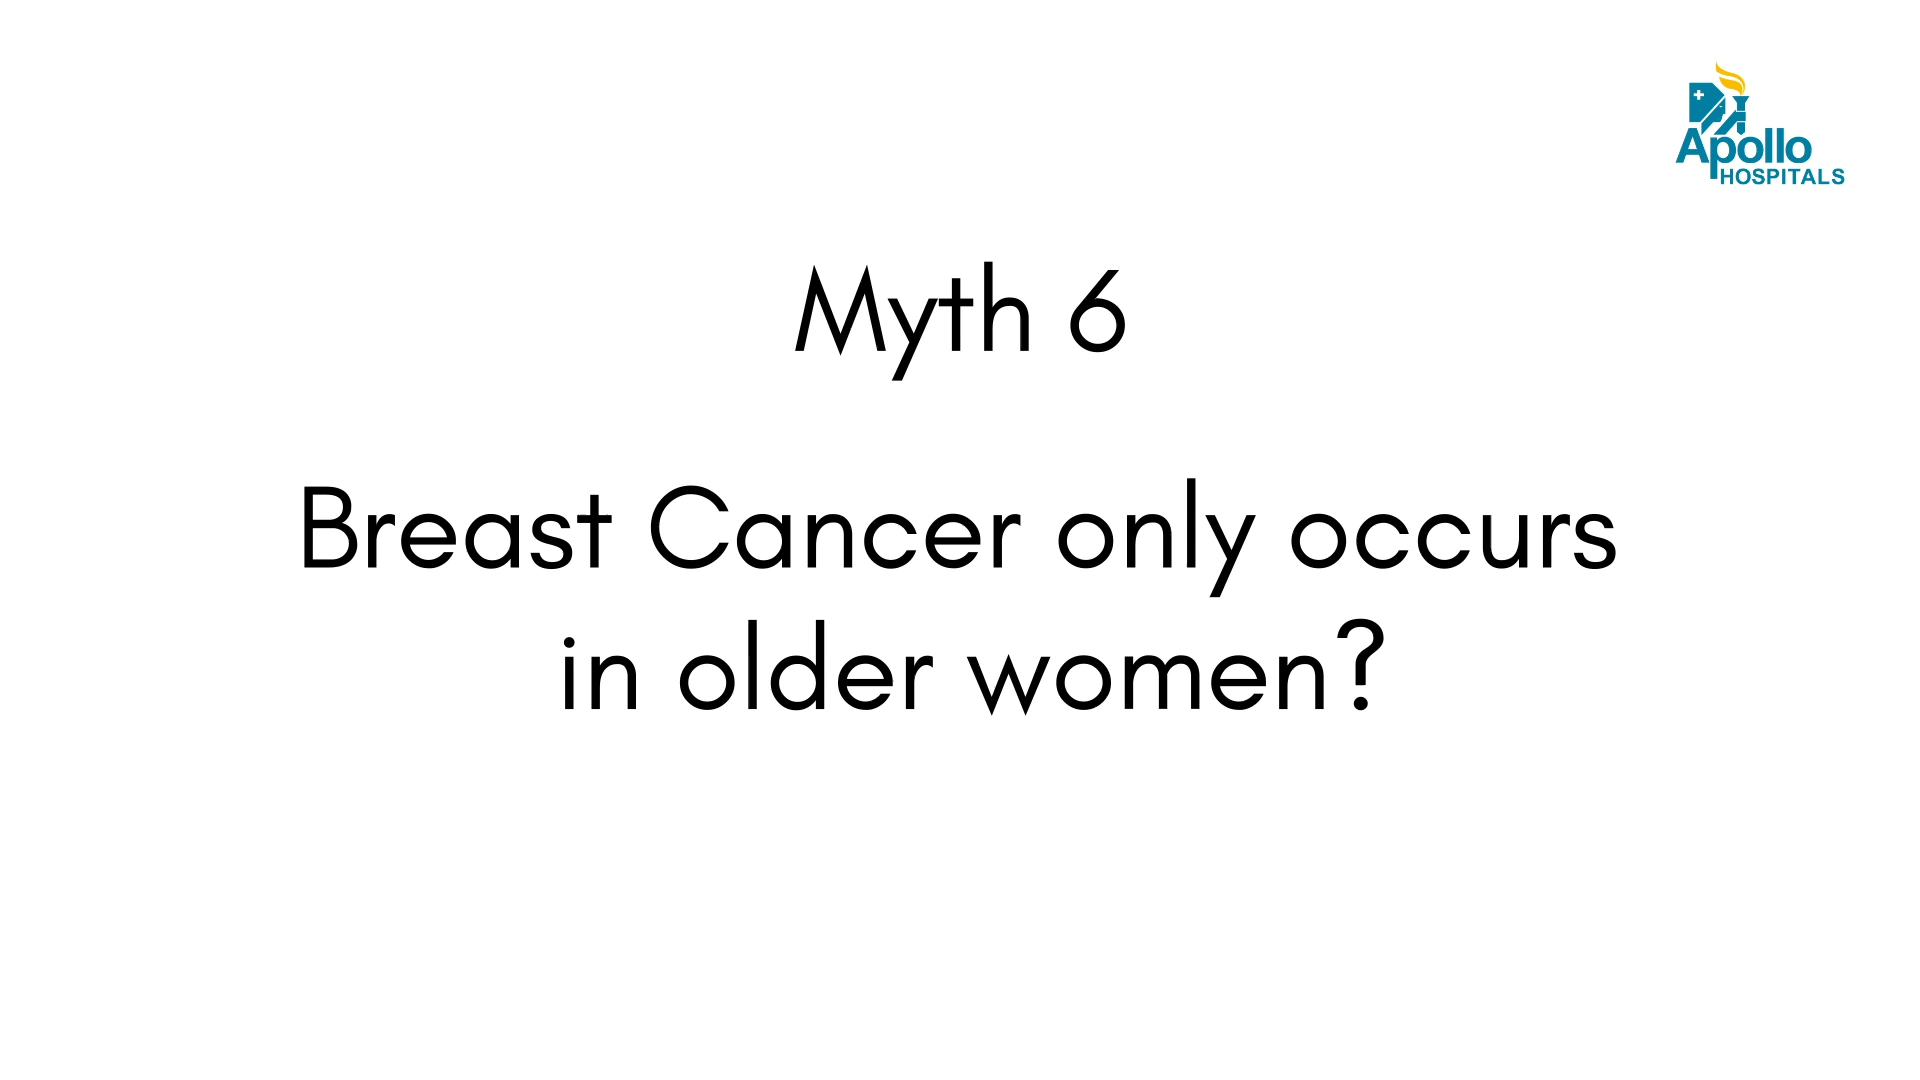 Apollo
HOSPITALS
Myth 6
Breast Cancer only occurs
in older women?